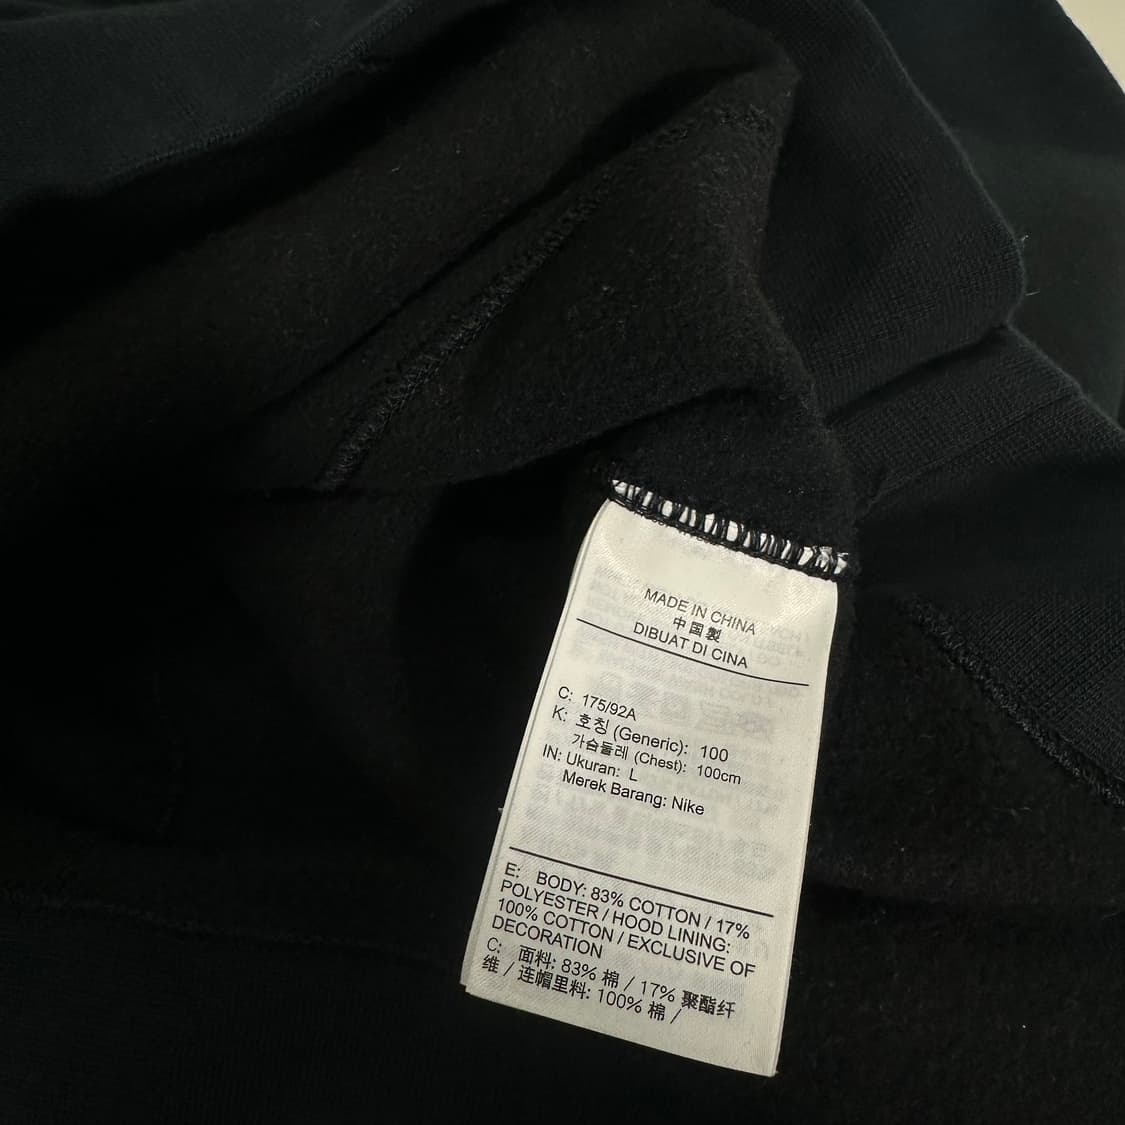 MADE IN CHINA
中国製
DIBUAT DI CINA
C: 175/92A
K: 호칭 (Generic): 100
가슴둘레 (Chest): 100cm
IN: Ukuran: L
Merek Barang: Nike
E: BODY: 83% COTTON / 17%
POLYESTER / HOOD LINING:
100% COTTON / EXCLUSIVE OF
DECORATION
C: 面料: 83% 棉 / 17% 聚酯纤
维 / 连帽里料: 100% 棉 /